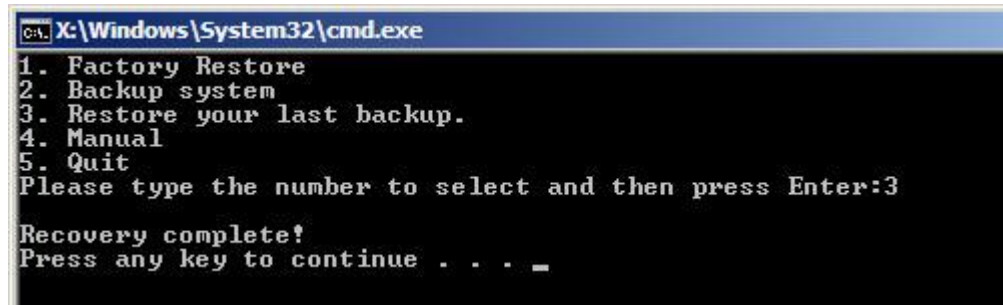 X:\Windows\System32\cmd.exe
1. Factory Restore
2. Backup system
3. Restore your last backup.
4. Manual
5. Quit
Please type the number to select and then press Enter:3
Recovery complete!
Press any key to continue . . . _